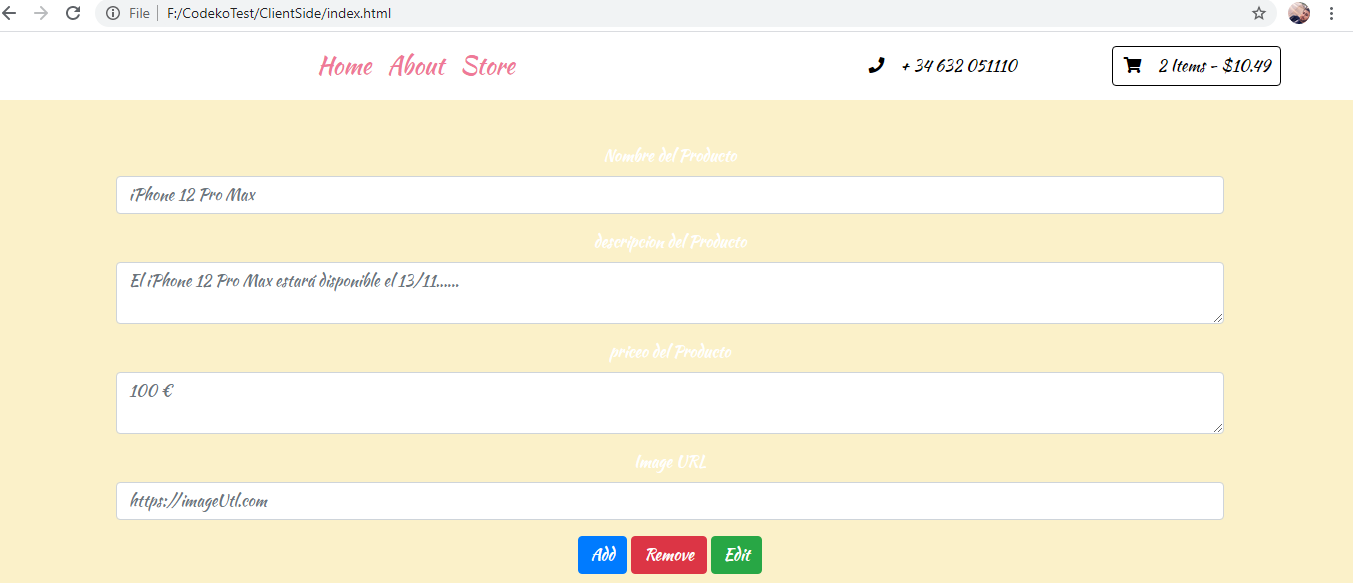 File | F:/CodekoTest/ClientSide/index.html
Home About Store + 34 632 051110 2 Items - $10.49
Nombre del Producto
iPhone 12 Pro Max
descripcion del Producto
El iPhone 12 Pro Max estará disponible el 13/11......
priceo del Producto
100 €
Image URL
https://imageUtl.com
Add Remove Edit